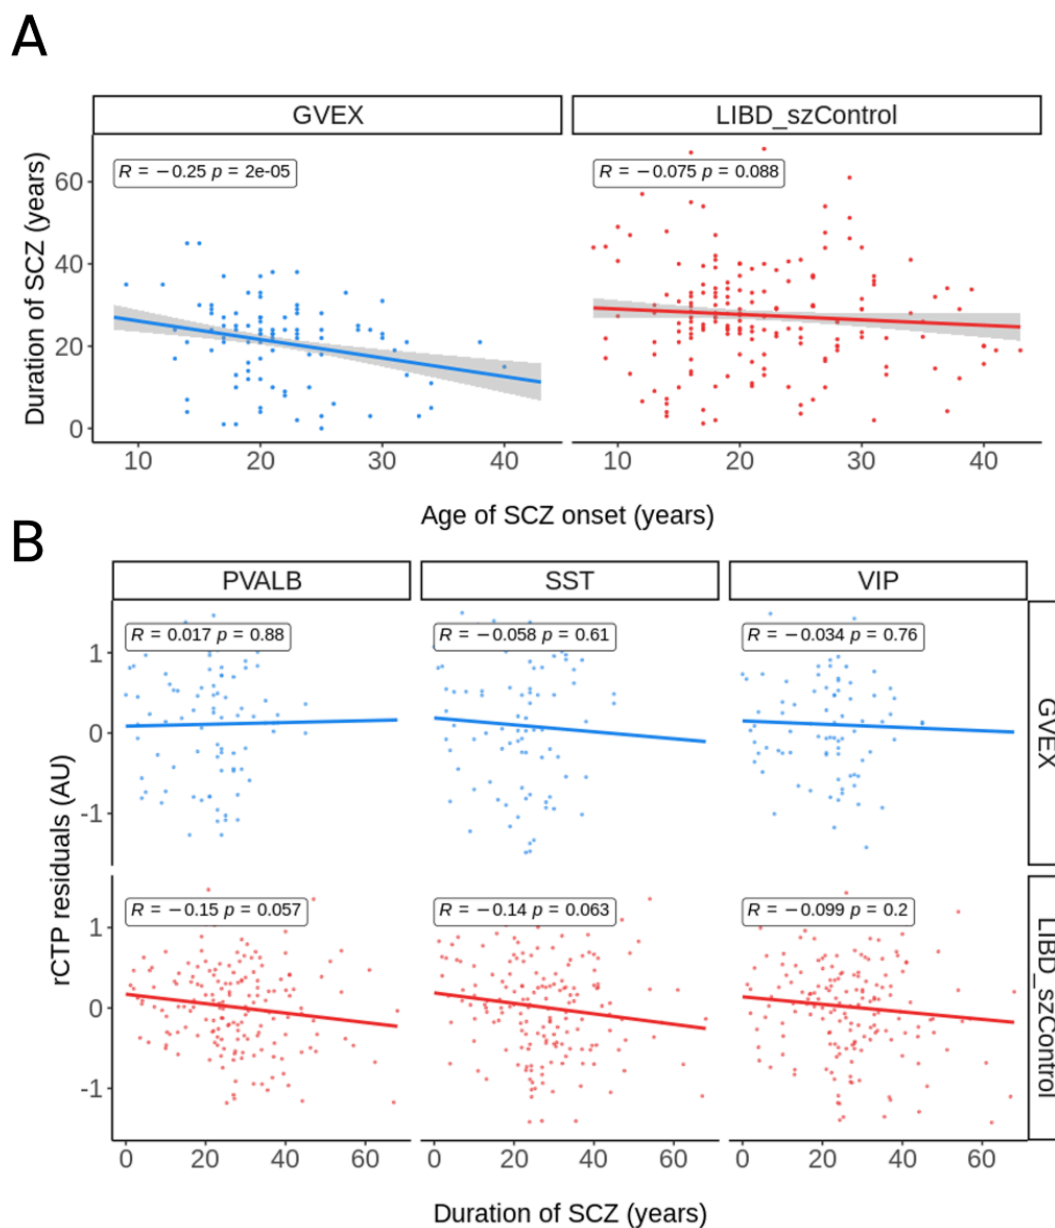 A
GVEX
LIBD_szControl
Duration of SCZ (years)
R = −0.25 p = 2e-05
R = −0.075 p = 0.088
60
40
20
0
10 20 30 40
10 20 30 40
Age of SCZ onset (years)
B
PVALB
SST
VIP
rCTP residuals (AU)
R = 0.017 p = 0.88
R = −0.058 p = 0.61
R = −0.034 p = 0.76
1
0
-1
GVEX
R = −0.15 p = 0.057
R = −0.14 p = 0.063
R = −0.099 p = 0.2
1
0
-1
LIBD_szControl
0 20 40 60
0 20 40 60
0 20 40 60
Duration of SCZ (years)